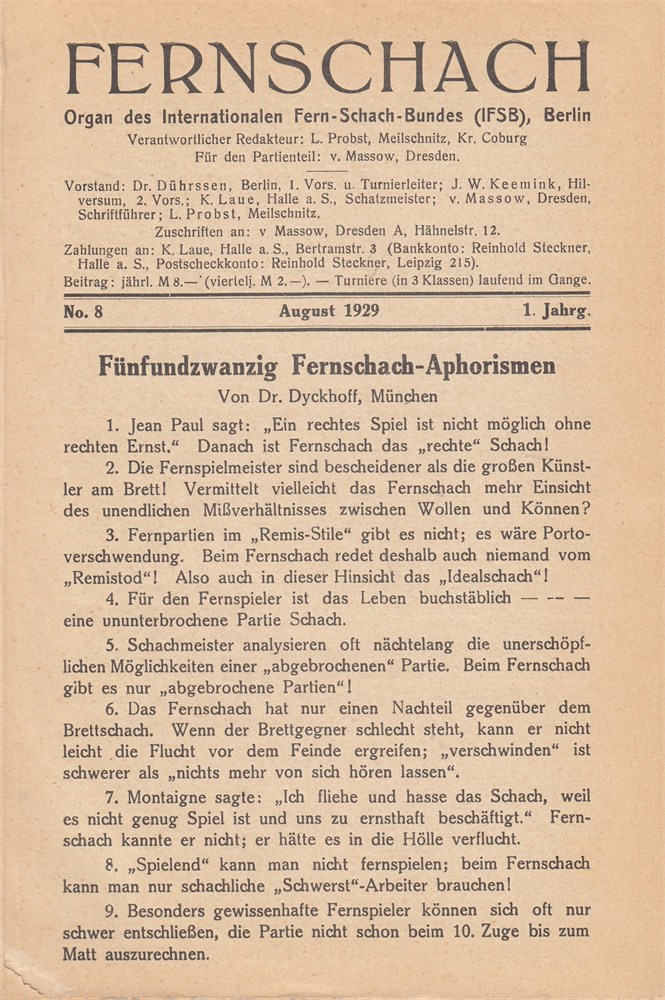 FERNSCHACH
Organ des Internationalen Fern-Schach-Bundes (IFSB), Berlin
Verantwortlicher Redakteur: L. Probst, Meilschnitz, Kr. Coburg
Für den Partienteil: v. Massow, Dresden.
Vorstand: Dr. Dührssen, Berlin, 1. Vors. u. Turnierleiter; J. W. Keemink, Hil-
versum, 2. Vors.; K. Laue, Halle a. S., Schatzmeister; v. Massow, Dresden,
Schriftführer; L. Probst, Meilschnitz.
Zuschriften an: v Massow, Dresden A, Hähnelstr. 12.
Zahlungen an: K. Laue, Halle a. S., Bertramstr. 3 (Bankkonto: Reinhold Steckner,
Halle a. S., Postscheckkonto: Reinhold Steckner, Leipzig 215).
Beitrag: jährl. M 8.— (viertelj. M 2.—). — Turniere (in 3 Klassen) laufend im Gange.
No. 8 August 1929 1. Jahrg.
Fünfundzwanzig Fernschach-Aphorismen
Von Dr. Dyckhoff, München
1. Jean Paul sagt: „Ein rechtes Spiel ist nicht möglich ohne
rechten Ernst.“ Danach ist Fernschach das „rechte“ Schach!
2. Die Fernspielmeister sind bescheidener als die großen Künst-
ler am Brett! Vermittelt vielleicht das Fernschach mehr Einsicht
des unendlichen Mißverhältnisses zwischen Wollen und Können?
3. Fernpartien im „Remis-Stile“ gibt es nicht; es wäre Porto-
verschwendung. Beim Fernschach redet deshalb auch niemand vom
„Remistod“! Also auch in dieser Hinsicht das „Idealschach“!
4. Für den Fernspieler ist das Leben buchstäblich — -- —
eine ununterbrochene Partie Schach.
5. Schachmeister analysieren oft nächtelang die unerschöpf-
lichen Möglichkeiten einer „abgebrochenen“ Partie. Beim Fernschach
gibt es nur „abgebrochene Partien“!
6. Das Fernschach hat nur einen Nachteil gegenüber dem
Brettschach. Wenn der Brettgegner schlecht steht, kann er nicht
leicht die Flucht vor dem Feinde ergreifen; „verschwinden“ ist
schwerer als „nichts mehr von sich hören lassen“.
7. Montaigne sagte: „Ich fliehe und hasse das Schach, weil
es nicht genug Spiel ist und uns zu ernsthaft beschäftigt.“ Fern-
schach kannte er nicht; er hätte es in die Hölle verflucht.
8. „Spielend“ kann man nicht fernspielen; beim Fernschach
kann man nur schachliche „Schwerst“-Arbeiter brauchen!
9. Besonders gewissenhafte Fernspieler können sich oft nur
schwer entschließen, die Partie nicht schon beim 10. Zuge bis zum
Matt auszurechnen.